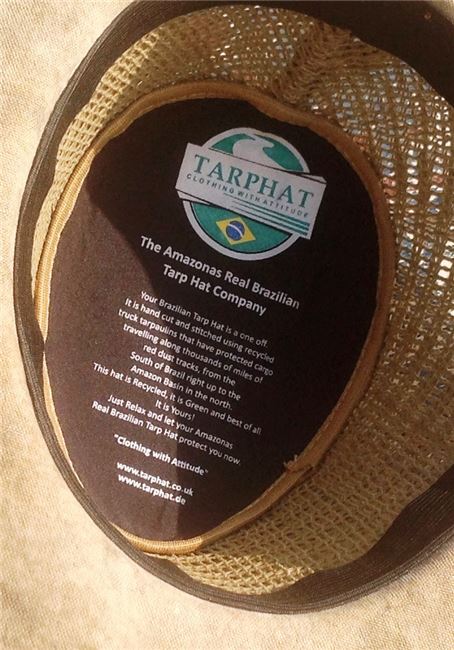 TARPHAT
CLOTHING WITH ATTITUDE
The Amazonas Real Brazilian
Tarp Hat Company
Your Brazilian Tarp Hat is a one off.
It is hand cut and stitched using recycled
truck tarpaulins that have protected cargo
travelling along thousands of miles of
red dust tracks, from the
South of Brazil right up to the
Amazon Basin in the north.
This hat is Recycled, it is Green and best of all
It is Yours!
Just Relax and let your Amazonas
Real Brazilian Tarp Hat protect you now.
"Clothing with Attitude"
www.tarphat.co.uk
www.tarphat.de